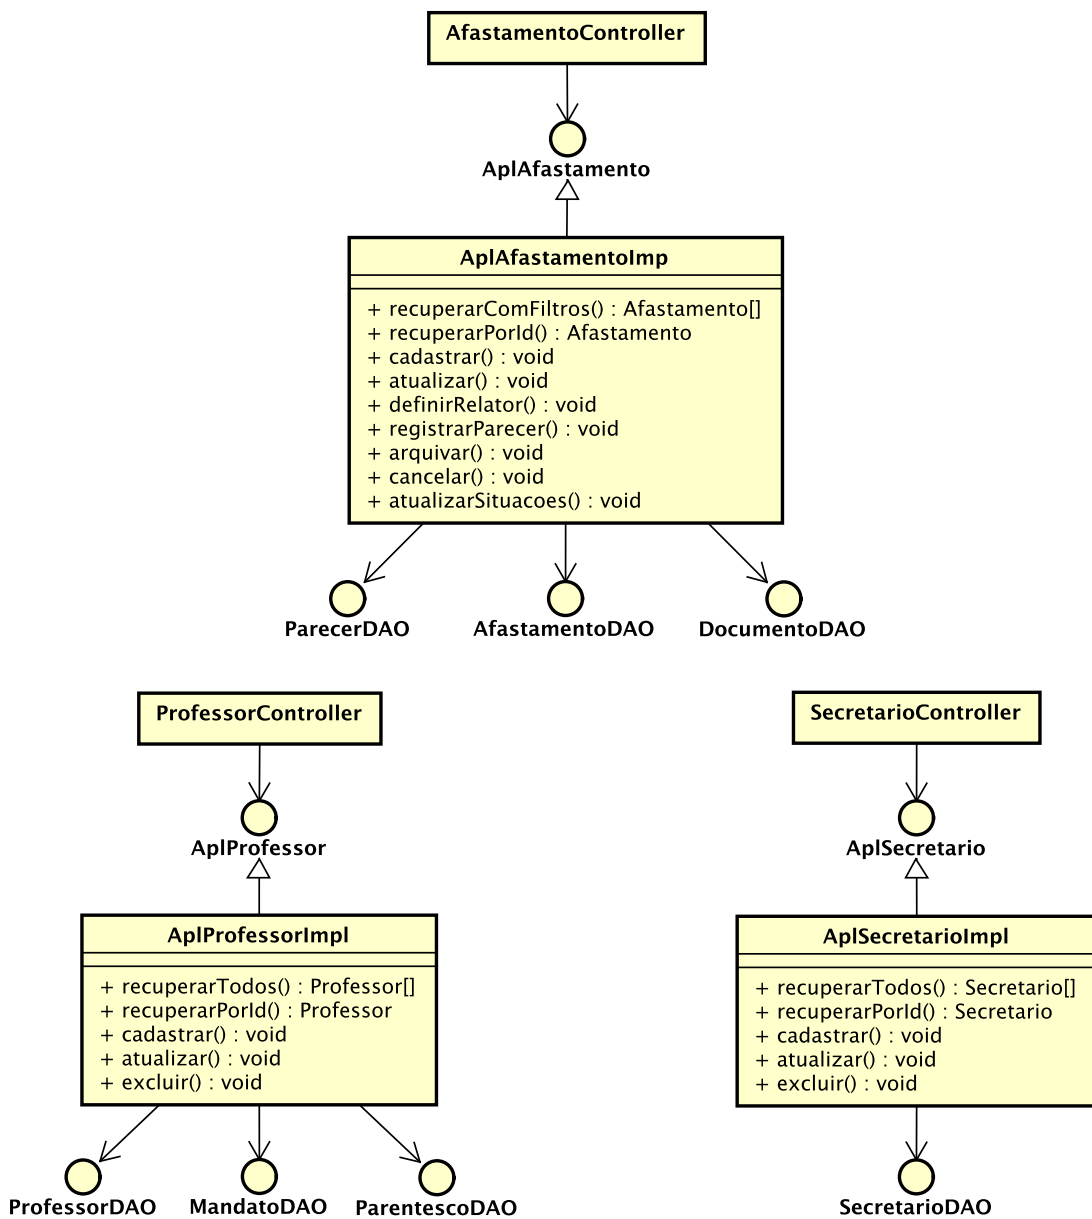 AfastamentoController
AplAfastamento
AplAfastamentoImp
+ recuperarComFiltros() : Afastamento[]
+ recuperarPorId() : Afastamento
+ cadastrar() : void
+ atualizar() : void
+ definirRelator() : void
+ registrarParecer() : void
+ arquivar() : void
+ cancelar() : void
+ atualizarSituacoes() : void
ParecerDAO
AfastamentoDAO
DocumentoDAO
ProfessorController
AplProfessor
AplProfessorImpl
+ recuperarTodos() : Professor[]
+ recuperarPorId() : Professor
+ cadastrar() : void
+ atualizar() : void
+ excluir() : void
ProfessorDAO
MandatoDAO
ParentescoDAO
SecretarioController
AplSecretario
AplSecretarioImpl
+ recuperarTodos() : Secretario[]
+ recuperarPorId() : Secretario
+ cadastrar() : void
+ atualizar() : void
+ excluir() : void
SecretarioDAO